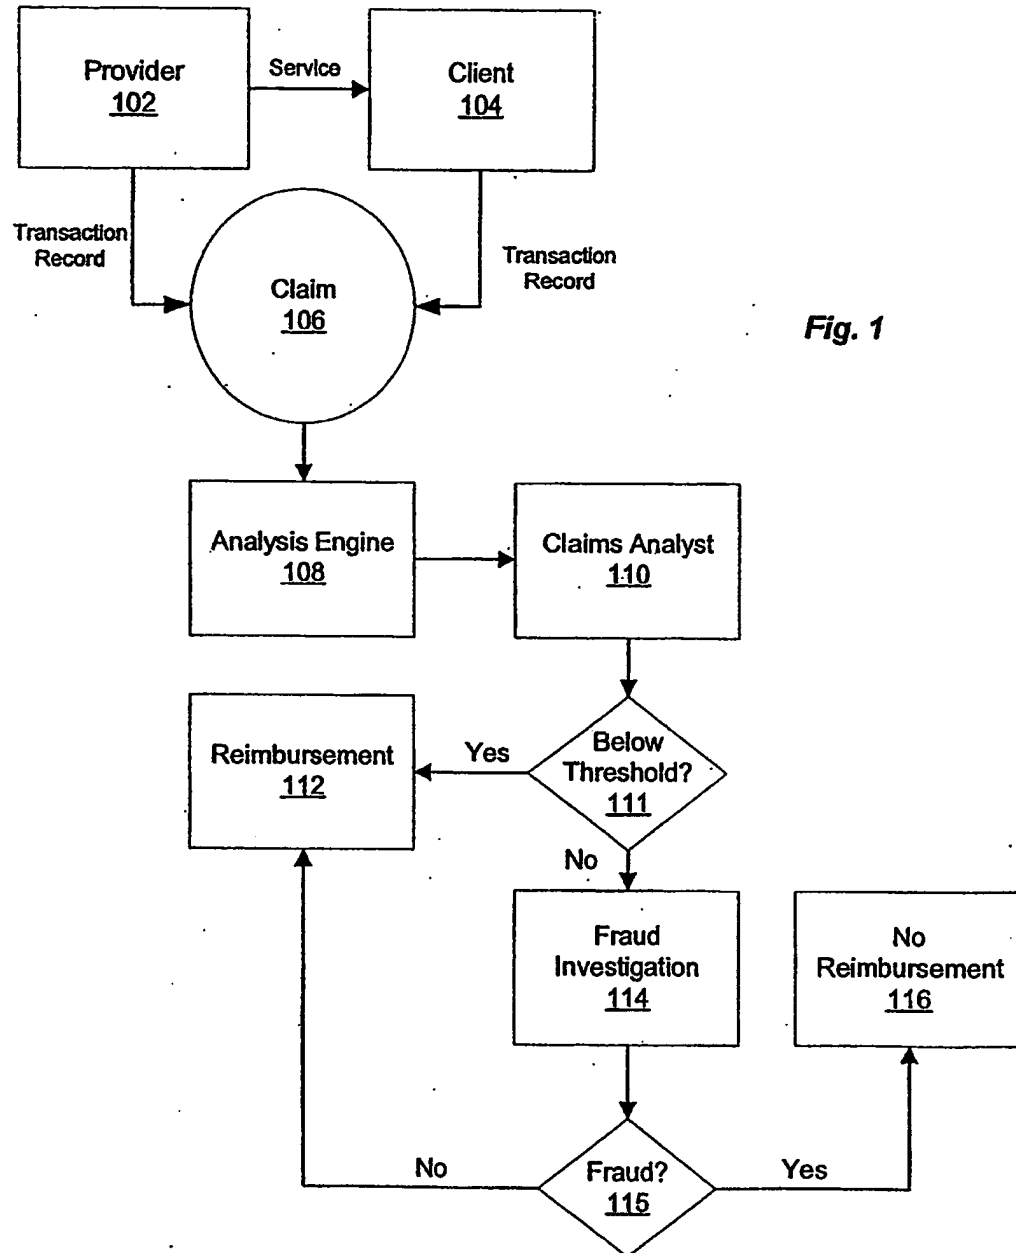 Provider
102
Service
Client
104
Transaction
Record
Claim
106
Transaction
Record
Fig. 1
Analysis Engine
108
Claims Analyst
110
Reimbursement
112
Yes
Below
Threshold?
111
No
Fraud
Investigation
114
No
Reimbursement
116
No
Fraud?
115
Yes